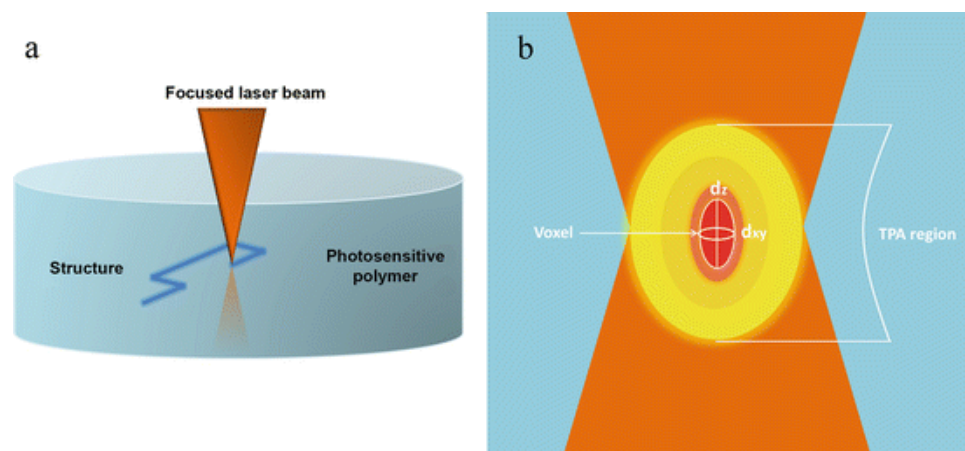 a
Focused laser beam
Structure
Photosensitive
polymer
b
dz
Voxel
dxy
TPA region